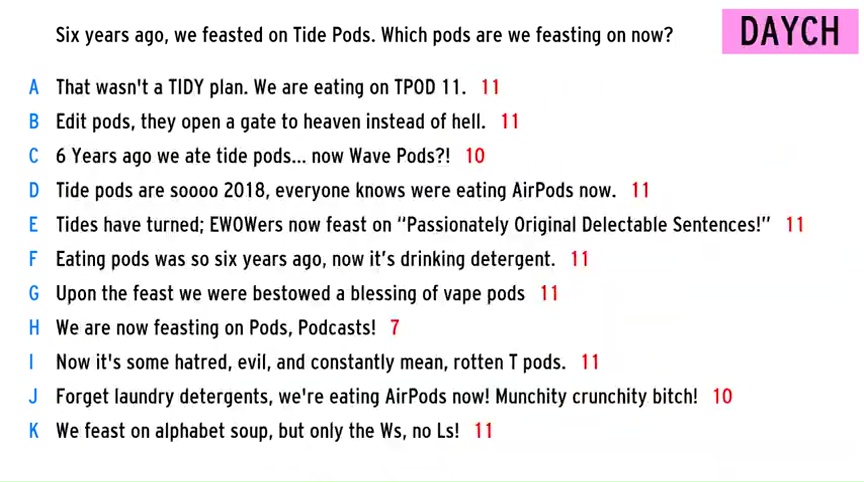 Six years ago, we feasted on Tide Pods. Which pods are we feasting on now?
DAYCH
A That wasn't a TIDY plan. We are eating on TPOD 11. 11
B Edit pods, they open a gate to heaven instead of hell. 11
C 6 Years ago we ate tide pods... now Wave Pods?! 10
D Tide pods are soooo 2018, everyone knows were eating AirPods now. 11
E Tides have turned; EWOWers now feast on “Passionately Original Delectable Sentences!” 11
F Eating pods was so six years ago, now it’s drinking detergent. 11
G Upon the feast we were bestowed a blessing of vape pods 11
H We are now feasting on Pods, Podcasts! 7
I Now it's some hatred, evil, and constantly mean, rotten T pods. 11
J Forget laundry detergents, we're eating AirPods now! Munchity crunchity bitch! 10
K We feast on alphabet soup, but only the Ws, no Ls! 11